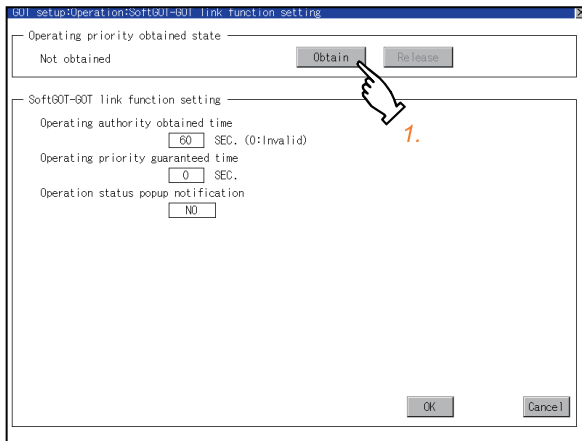 GOT setup:Operation:SoftGOT-GOT link function setting
Operating priority obtained state
Not obtained
Obtain
Release
1.
SoftGOT-GOT link function setting
Operating authority obtained time
60 SEC. (0:Invalid)
Operating priority guaranteed time
0 SEC.
Operation status popup notification
NO
OK
Cancel